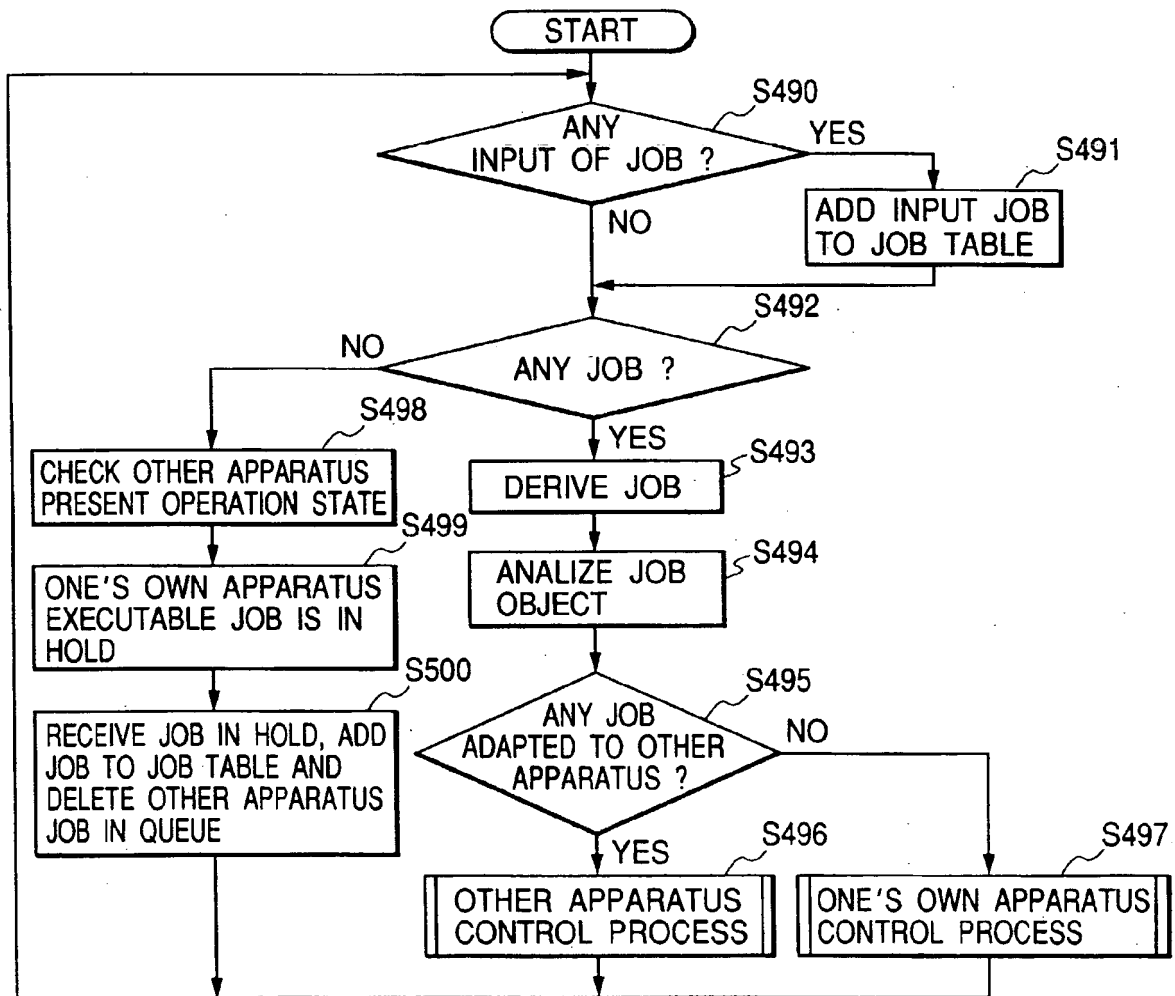 START
S490
ANY
INPUT OF JOB ?
YES
S491
ADD INPUT JOB
TO JOB TABLE
NO
S492
NO
ANY JOB ?
YES
S498
CHECK OTHER APPARATUS
PRESENT OPERATION STATE
S493
DERIVE JOB
S499
ONE'S OWN APPARATUS
EXECUTABLE JOB IS IN
HOLD
S494
ANALIZE JOB
OBJECT
S500
RECEIVE JOB IN HOLD, ADD
JOB TO JOB TABLE AND
DELETE OTHER APPARATUS
JOB IN QUEUE
S495
ANY JOB
ADAPTED TO OTHER
APPARATUS ?
NO
YES
S496
OTHER APPARATUS
CONTROL PROCESS
S497
ONE'S OWN APPARATUS
CONTROL PROCESS